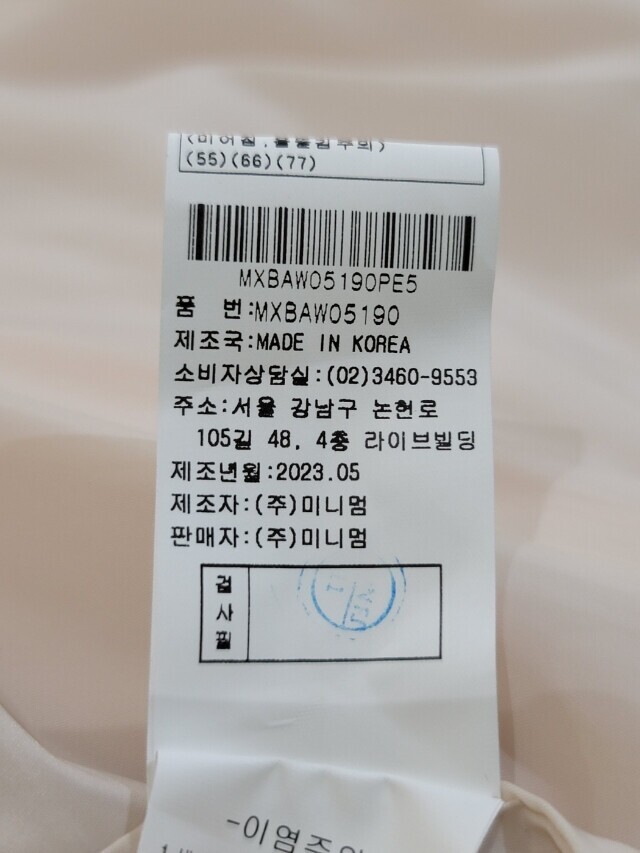 (55)(66)(77)
MXBAW05190PE5
품 번:MXBAW05190
제조국:MADE IN KOREA
소비자상담실:(02)3460-9553
주소:서울 강남구 논현로
105길 48, 4층 라이브빌딩
제조년월:2023.05
제조자:(주)미니멈
판매자:(주)미니멈
검
사
필
-이염주의